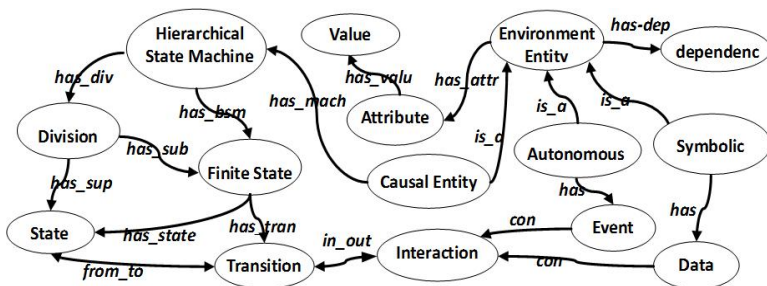 Hierarchical
State Machine
Value
Environment
Entity
has-dep
dependenc
has_div
has_bsm
has_mach
has_valu
has_attr
is_a
is_a
is_a
Attribute
Division
has_sub
Finite State
Causal Entity
Autonomous
Symbolic
has_sup
has
has
State
has_state
has_tran
in_out
Interaction
con
Event
from_to
Transition
con
Data